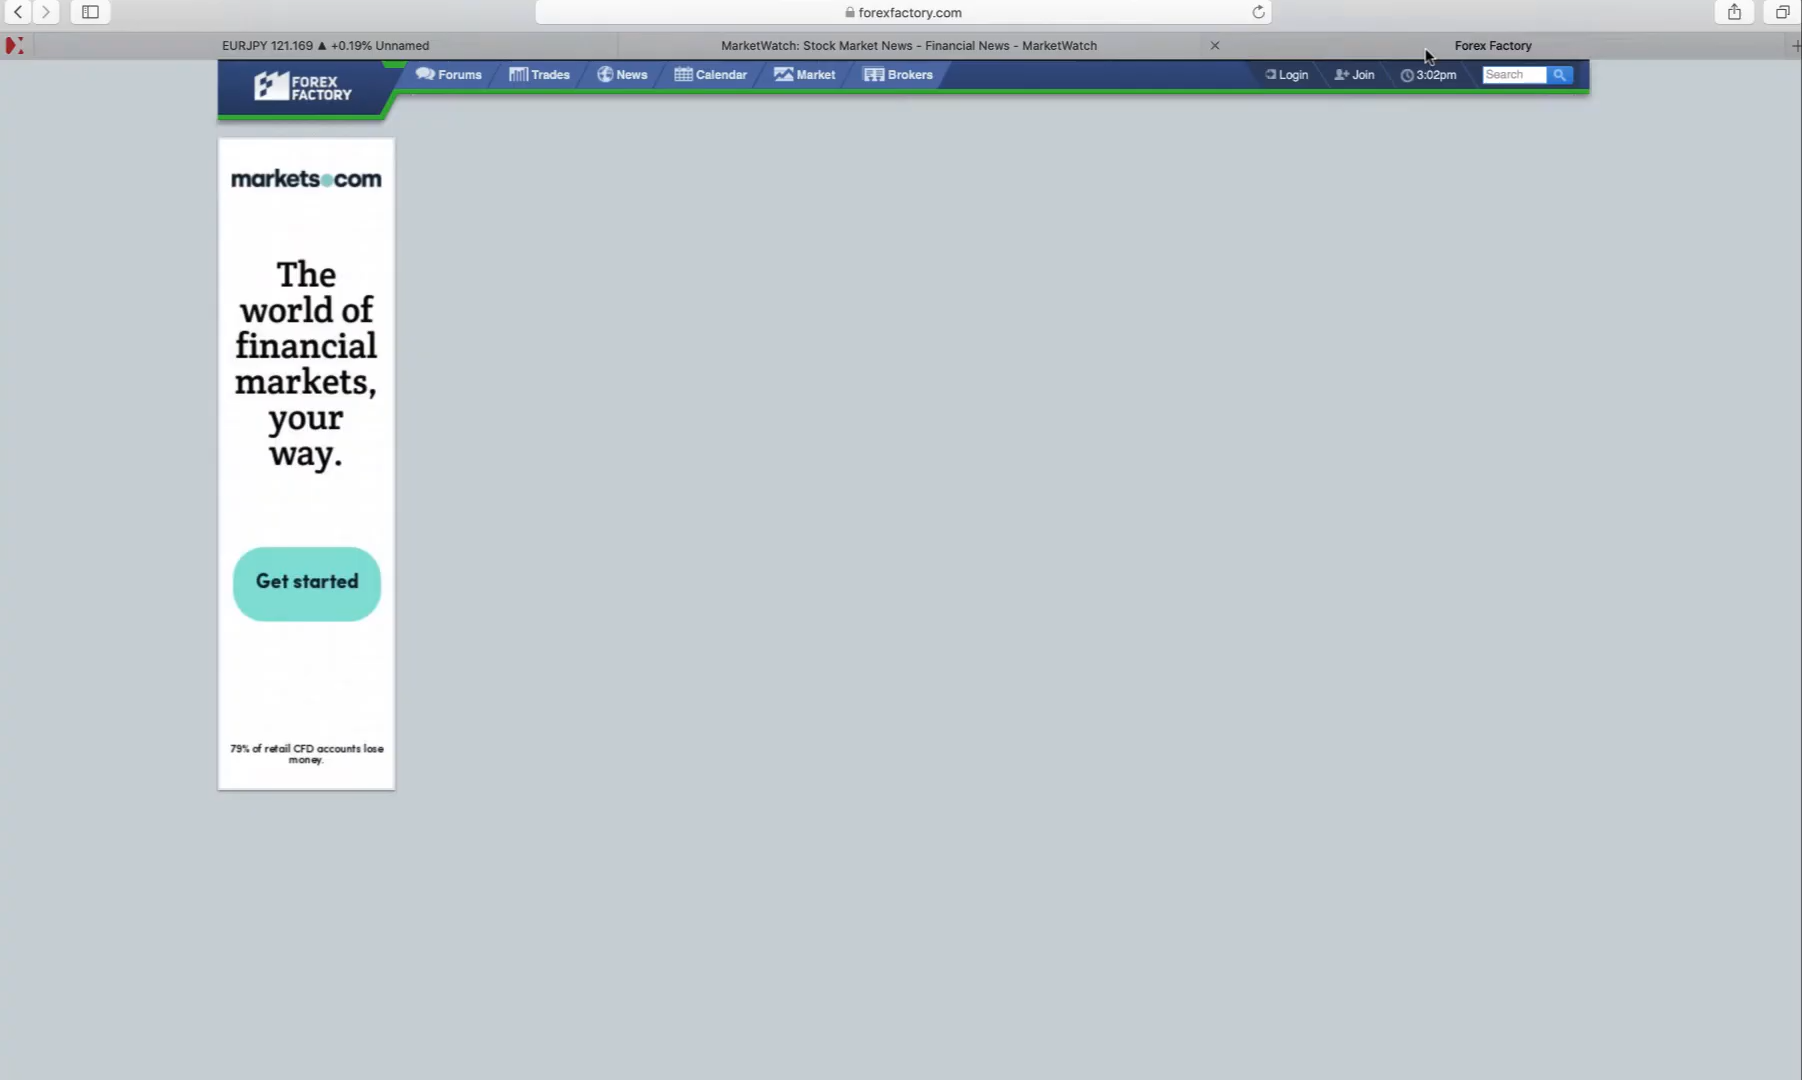 forexfactory.com
EURJPY 121.169 ▲ +0.19% Unnamed
MarketWatch: Stock Market News - Financial News - MarketWatch
Forex Factory
FOREX
FACTORY
Forums
Trades
News
Calendar
Market
Brokers
Login
Join
3:02pm
Search
markets.com
The
world of
financial
markets,
your
way.
Get started
79% of retail CFD accounts lose
money.